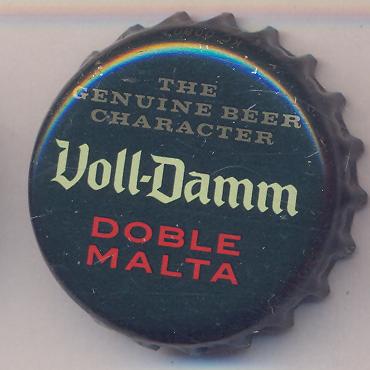 THE
GENUINE BEER
CHARACTER
Voll-Damm
DOBLE
MALTA